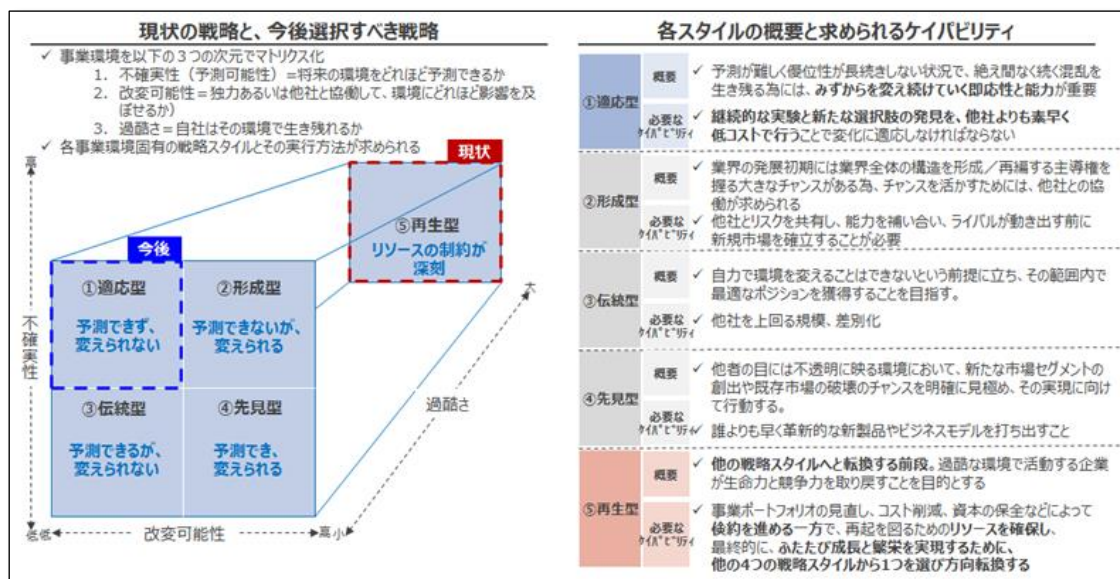 現状の戦略と、今後選択すべき戦略
✓ 事業環境を以下の３つの次元でマトリクス化
1. 不確実性（予測可能性）＝将来の環境をどれほど予測できるか
2. 改変可能性＝独力あるいは他社と協働して、環境にどれほど影響を及
ぼせるか）
3. 過酷さ＝自社はその環境で生き残れるか
✓ 各事業環境固有の戦略スタイルとその実行方法が求められる
高
現状
⑤再生型
リソースの制約が
深刻
今後
①適応型
予測できず、
変えられない
②形成型
予測できないが、
変えられる
③伝統型
予測できるが、
変えられない
④先見型
予測でき、
変えられる
不確実性
大
過酷さ
低
低
改変可能性
高
小
各スタイルの概要と求められるケイパビリティ
①適応型
概要
✓ 予測が難しく優位性が長続きしない状況で、絶え間なく続く混乱を
生き残る為には、みずからを変え続けていく即応性と能力が重要
必要な
ｹｲﾊﾟﾋﾞﾘﾃｨ
✓ 継続的な実験と新たな選択肢の発見を、他社よりも素早く
低コストで行うことで変化に適応しなければならない
②形成型
概要
✓ 業界の発展初期には業界全体の構造を形成／再編する主導権を
握る大きなチャンスがある為、チャンスを活かすためには、他社との協
働が求められる
必要な
ｹｲﾊﾟﾋﾞﾘﾃｨ
✓ 他社とリスクを共有し、能力を補い合い、ライバルが動き出す前に
新規市場を確立することが必要
③伝統型
概要
✓ 自力で環境を変えることはできないという前提に立ち、その範囲内で
最適なポジションを獲得することを目指す。
必要な
ｹｲﾊﾟﾋﾞﾘﾃｨ
✓ 他社を上回る規模、差別化
④先見型
概要
✓ 他者の目には不透明に映る環境において、新たな市場セグメントの
創出や既存市場の破壊のチャンスを明確に見極め、その実現に向け
て行動する。
必要な
ｹｲﾊﾟﾋﾞﾘﾃｨ
✓ 誰よりも早く革新的な新製品やビジネスモデルを打ち出すこと
⑤再生型
概要
✓ 他の戦略スタイルへと転換する前段。過酷な環境で活動する企業
が生命力と競争力を取り戻すことを目的とする
必要な
ｹｲﾊﾟﾋﾞﾘﾃｨ
✓ 事業ポートフォリオの見直し、コスト削減、資本の保全などによって
倹約を進める一方で、再起を図るためのリソースを確保し、
最終的に、ふたたび成長と繁栄を実現するために、
他の4つの戦略スタイルから1つを選び方向転換する